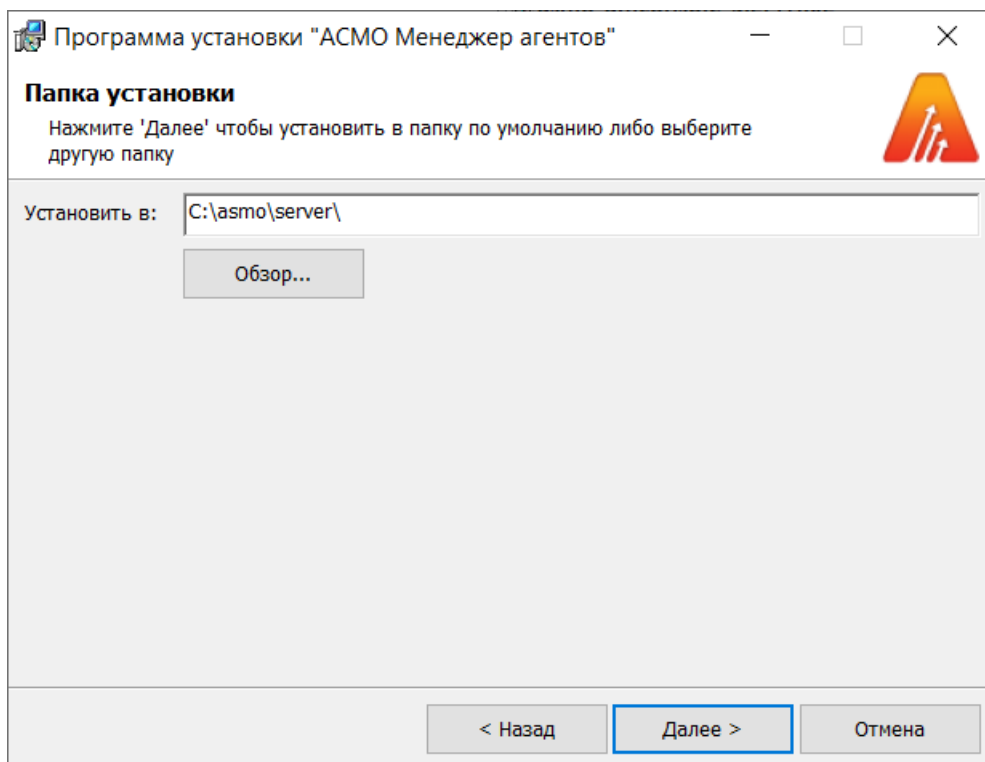 Программа установки "АСМО Менеджер агентов"
Папка установки
Нажмите 'Далее' чтобы установить в папку по умолчанию либо выберите
другую папку
Установить в:
C:\asmo\server\
Обзор...
< Назад
Далее >
Отмена